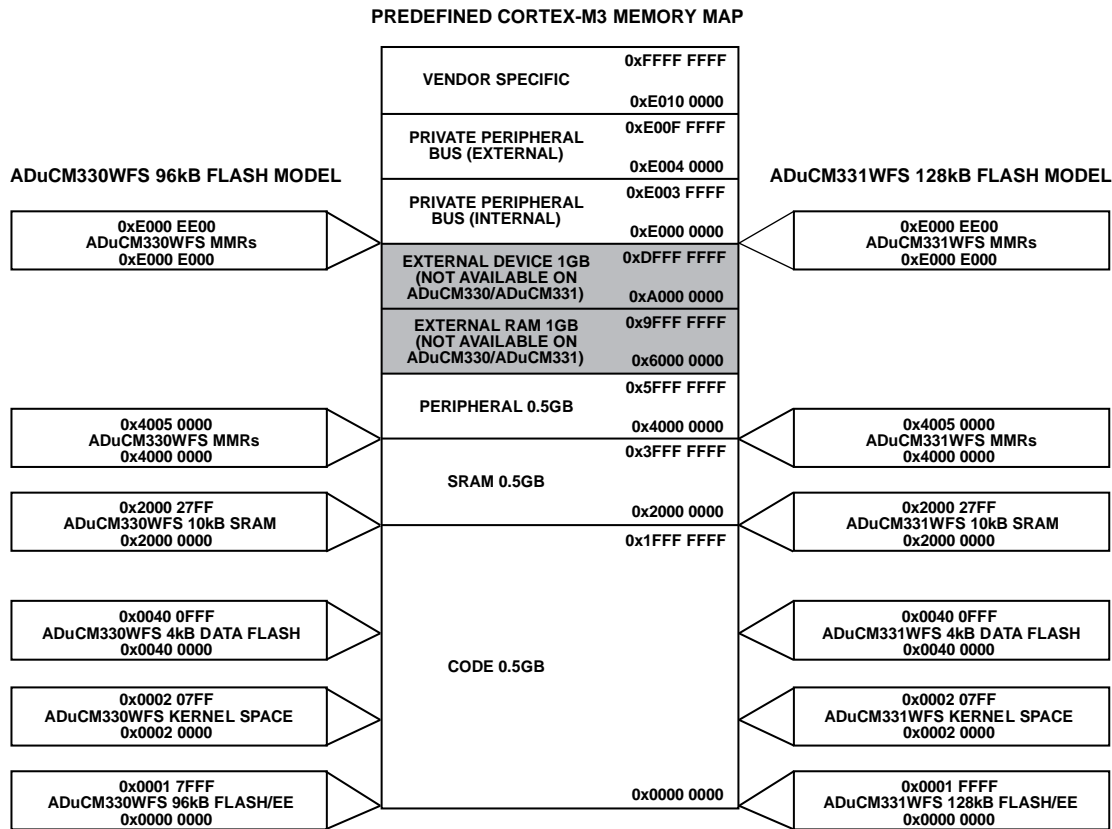 PREDEFINED CORTEX-M3 MEMORY MAP
VENDOR SPECIFIC
0xFFFF FFFF
0xE010 0000
PRIVATE PERIPHERAL
BUS (EXTERNAL)
0xE00F FFFF
0xE004 0000
PRIVATE PERIPHERAL
BUS (INTERNAL)
0xE003 FFFF
0xE000 0000
EXTERNAL DEVICE 1GB
(NOT AVAILABLE ON
ADuCM330/ADuCM331)
0xDFFF FFFF
0xA000 0000
EXTERNAL RAM 1GB
(NOT AVAILABLE ON
ADuCM330/ADuCM331)
0x9FFF FFFF
0x6000 0000
PERIPHERAL 0.5GB
0x5FFF FFFF
0x4000 0000
SRAM 0.5GB
0x3FFF FFFF
0x2000 0000
CODE 0.5GB
0x1FFF FFFF
0x0000 0000
ADuCM330WFS 96kB FLASH MODEL
0xE000 EE00
ADuCM330WFS MMRs
0xE000 E000
0x4005 0000
ADuCM330WFS MMRs
0x4000 0000
0x2000 27FF
ADuCM330WFS 10kB SRAM
0x2000 0000
0x0040 0FFF
ADuCM330WFS 4kB DATA FLASH
0x0040 0000
0x0002 07FF
ADuCM330WFS KERNEL SPACE
0x0002 0000
0x0001 7FFF
ADuCM330WFS 96kB FLASH/EE
0x0000 0000
ADuCM331WFS 128kB FLASH MODEL
0xE000 EE00
ADuCM331WFS MMRs
0xE000 E000
0x4005 0000
ADuCM331WFS MMRs
0x4000 0000
0x2000 27FF
ADuCM331WFS 10kB SRAM
0x2000 0000
0x0040 0FFF
ADuCM331WFS 4kB DATA FLASH
0x0040 0000
0x0002 07FF
ADuCM331WFS KERNEL SPACE
0x0002 0000
0x0001 FFFF
ADuCM331WFS 128kB FLASH/EE
0x0000 0000